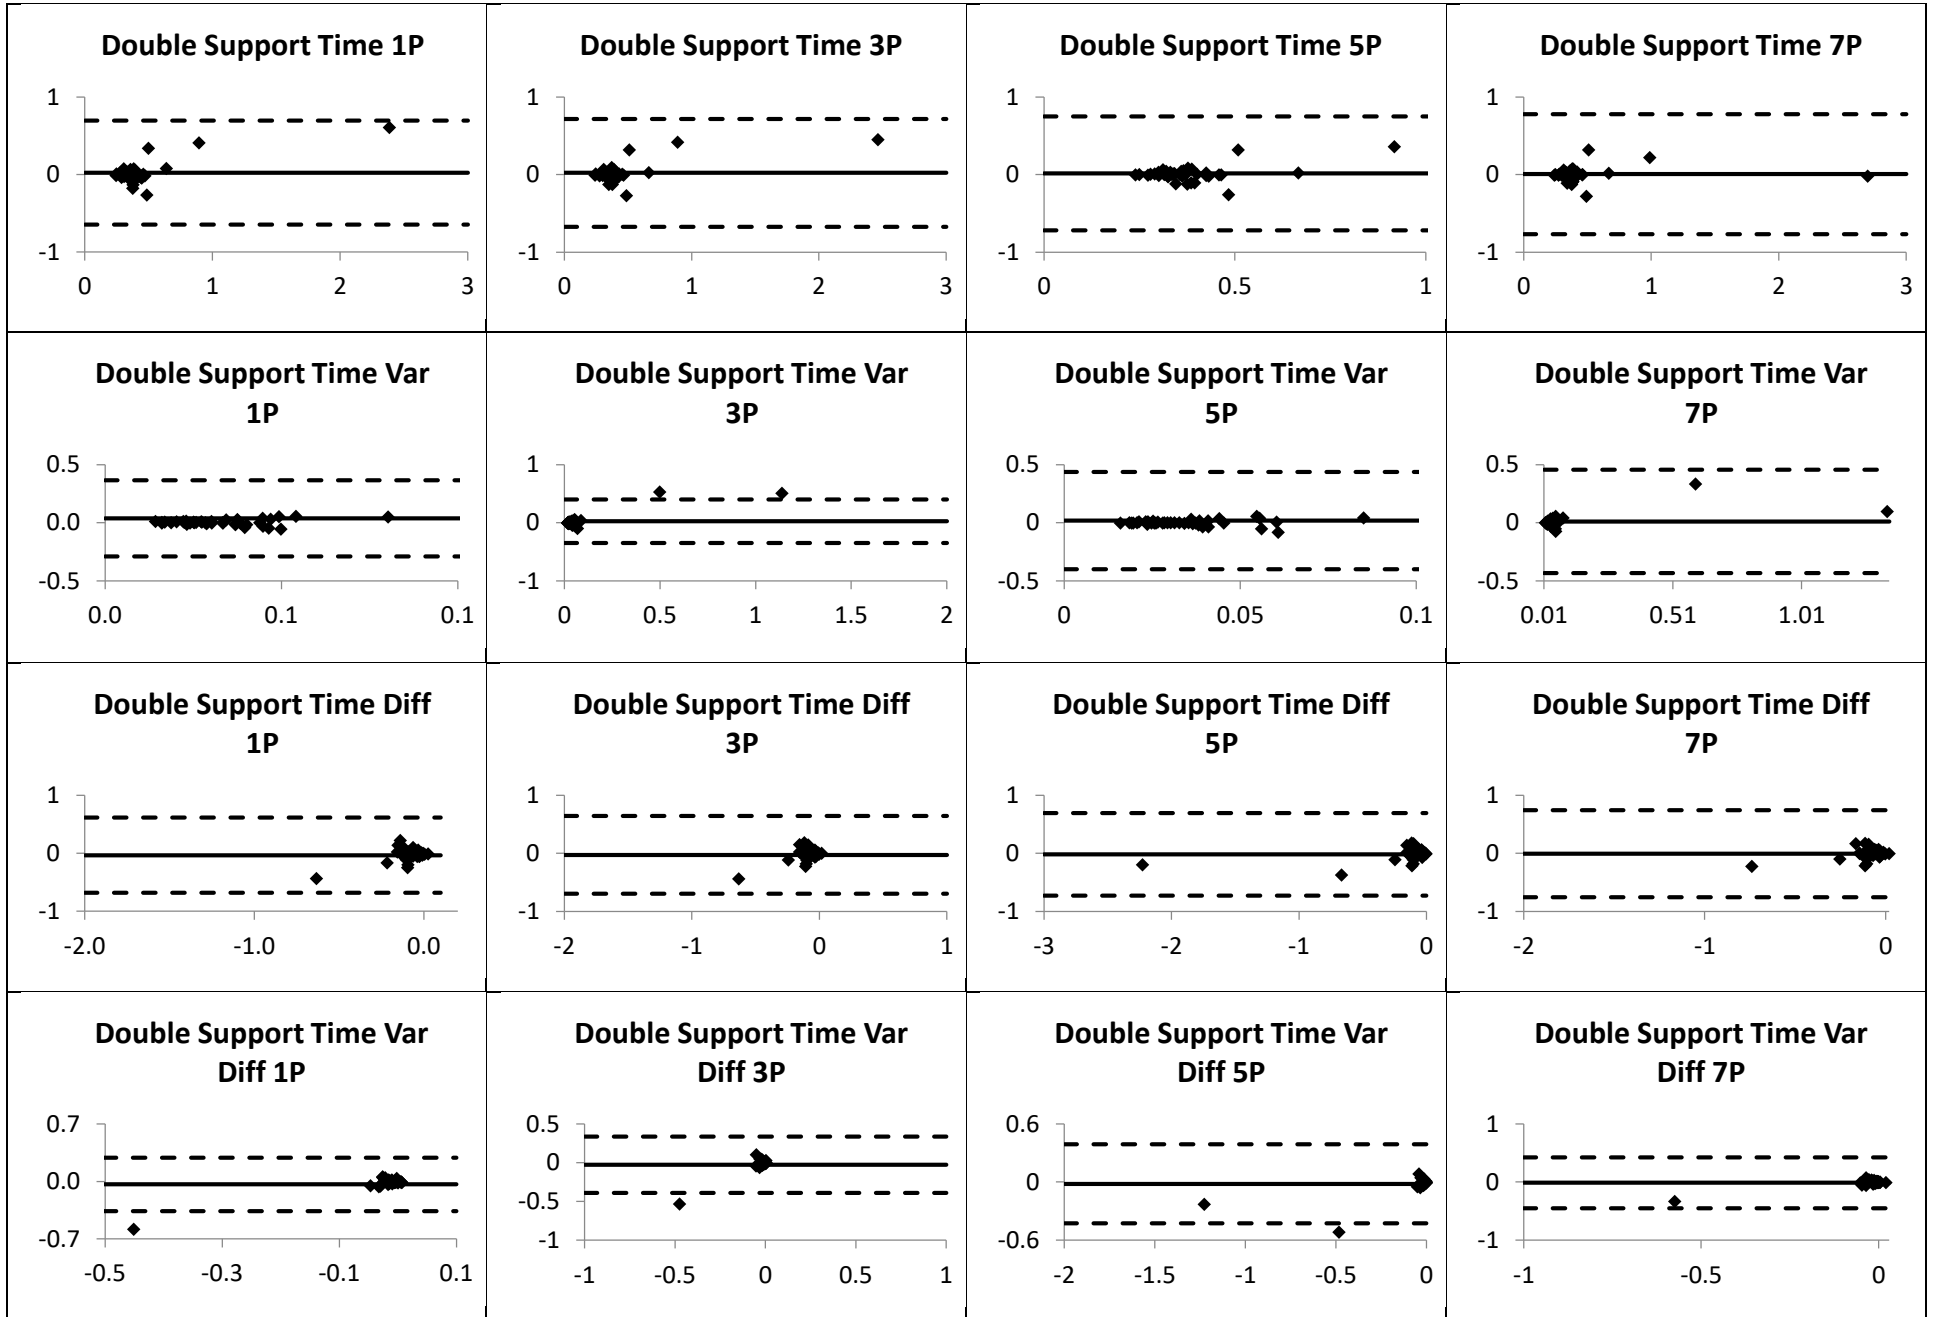 Double Support Time 1P
1
0
-1
0 1 2 3
Double Support Time 3P
1
0
-1
0 1 2 3
Double Support Time 5P
1
0
-1
0 0.5 1
Double Support Time 7P
1
0
-1
0 1 2 3
Double Support Time Var
1P
0.5
0.0
-0.5
0.0 0.1 0.1
Double Support Time Var
3P
1
0
-1
0 0.5 1 1.5 2
Double Support Time Var
5P
0.5
0
-0.5
0 0.05 0.1
Double Support Time Var
7P
0.5
0
-0.5
0.01 0.51 1.01
Double Support Time Diff
1P
1
0
-1
-2.0 -1.0 0.0
Double Support Time Diff
3P
1
0
-1
-2 -1 0 1
Double Support Time Diff
5P
1
0
-1
-3 -2 -1 0
Double Support Time Diff
7P
1
0
-1
-2 -1 0
Double Support Time Var
Diff 1P
0.7
0.0
-0.7
-0.5 -0.3 -0.1 0.1
Double Support Time Var
Diff 3P
0.5
0
-0.5
-1
-1 -0.5 0 0.5 1
Double Support Time Var
Diff 5P
0.6
0
-0.6
-2 -1.5 -1 -0.5 0
Double Support Time Var
Diff 7P
1
0
-1
-1 -0.5 0